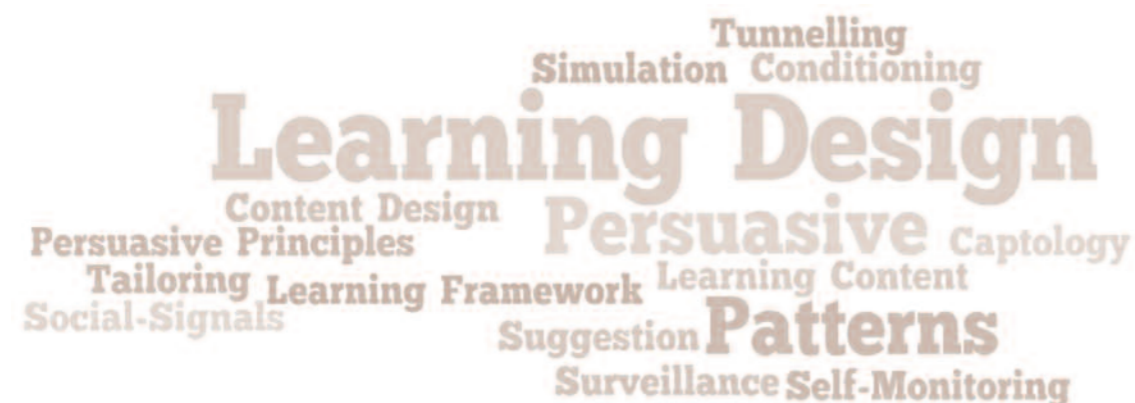 Tunnelling
Simulation Conditioning
Learning Design
Content Design
Persuasive Captology
Persuasive Principles
Tailoring Learning Framework Learning Content
Social-Signals
Suggestion Patterns
Surveillance Self-Monitoring